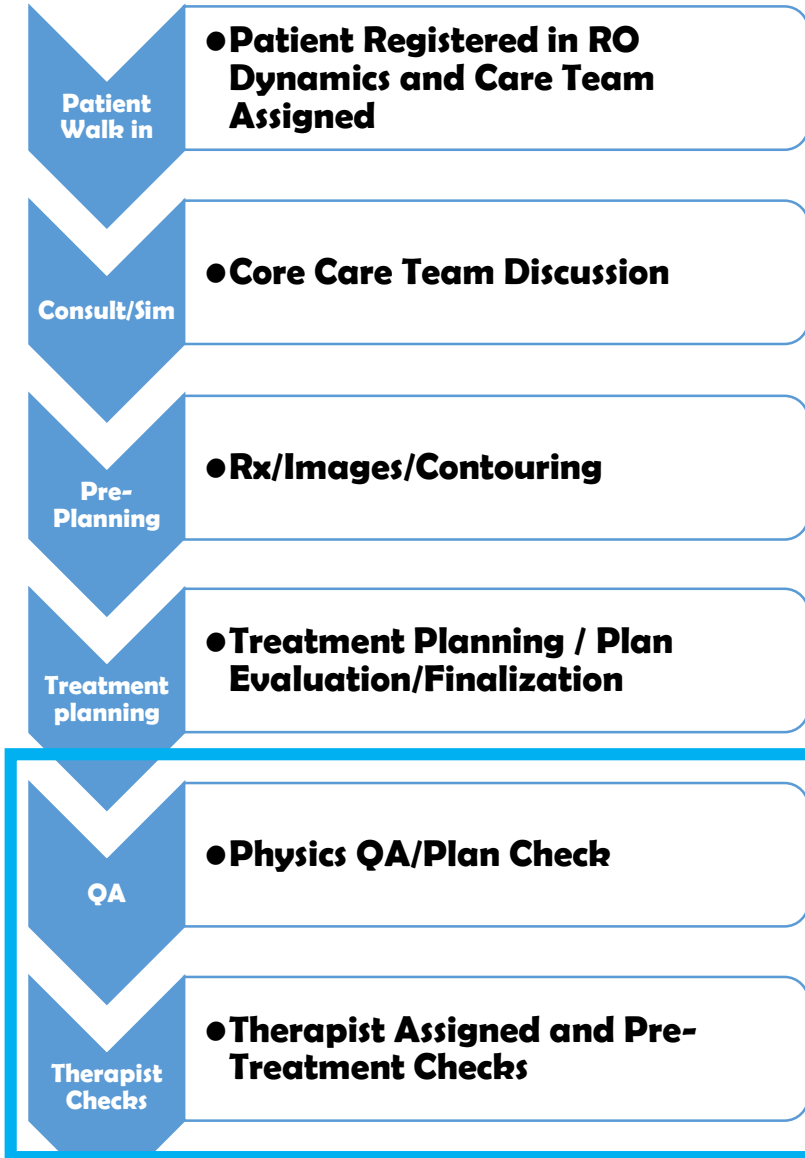 Patient
Walk in
●Patient Registered in RO
Dynamics and Care Team
Assigned
Consult/Sim
●Core Care Team Discussion
Pre-
Planning
●Rx/Images/Contouring
Treatment
planning
●Treatment Planning / Plan
Evaluation/Finalization
QA
●Physics QA/Plan Check
Therapist
Checks
●Therapist Assigned and Pre-
Treatment Checks